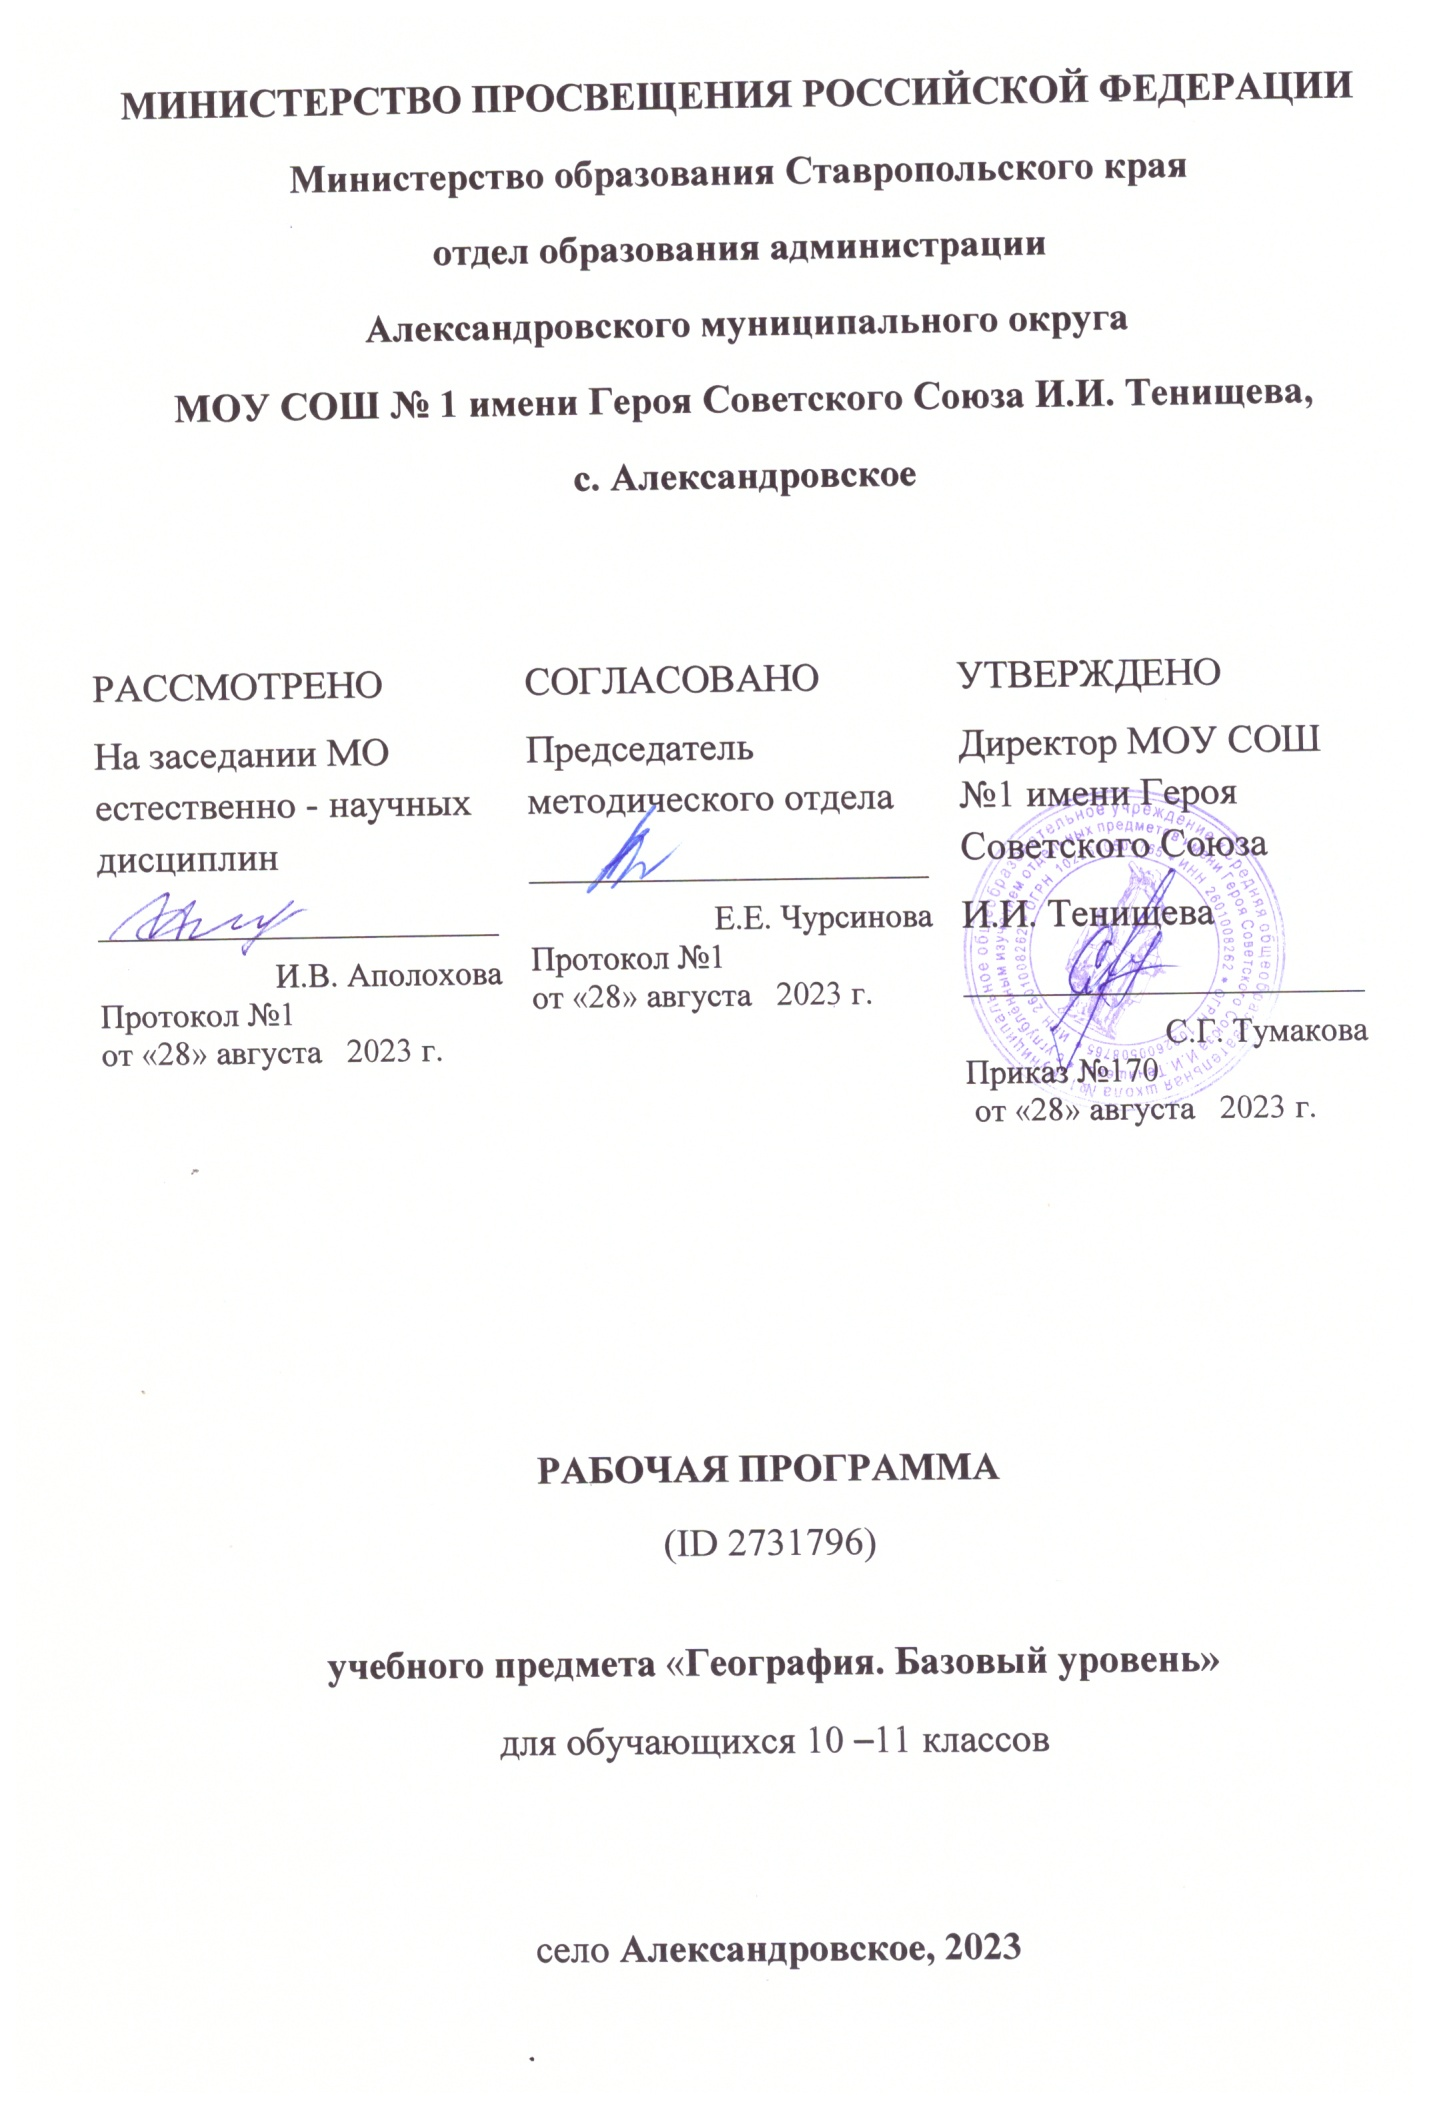 МИНИСТЕРСТВО ПРОСВЕЩЕНИЯ РОССИЙСКОЙ ФЕДЕРАЦИИ
Министерство образования Ставропольского края
отдел образования администрации
Александровского муниципального округа
МОУ СОШ № 1 имени Героя Советского Союза И.И. Тенищева,
с. Александровское
РАССМОТРЕНО
На заседании МО
естественно - научных
дисциплин
И.В. Аполохова
Протокол №1
от «28» августа 2023 г.
СОГЛАСОВАНО
Председатель
методического отдела
Е.Е. Чурсинова
Протокол №1
от «28» августа 2023 г.
УТВЕРЖДЕНО
Директор МОУ СОШ
№1 имени Героя
Советского Союза
И.И. Тенищева
С.Г. Тумакова
Приказ №170
от «28» августа 2023 г.
РАБОЧАЯ ПРОГРАММА
(ID 2731796)
учебного предмета «География. Базовый уровень»
для обучающихся 10 –11 классов
село Александровское, 2023